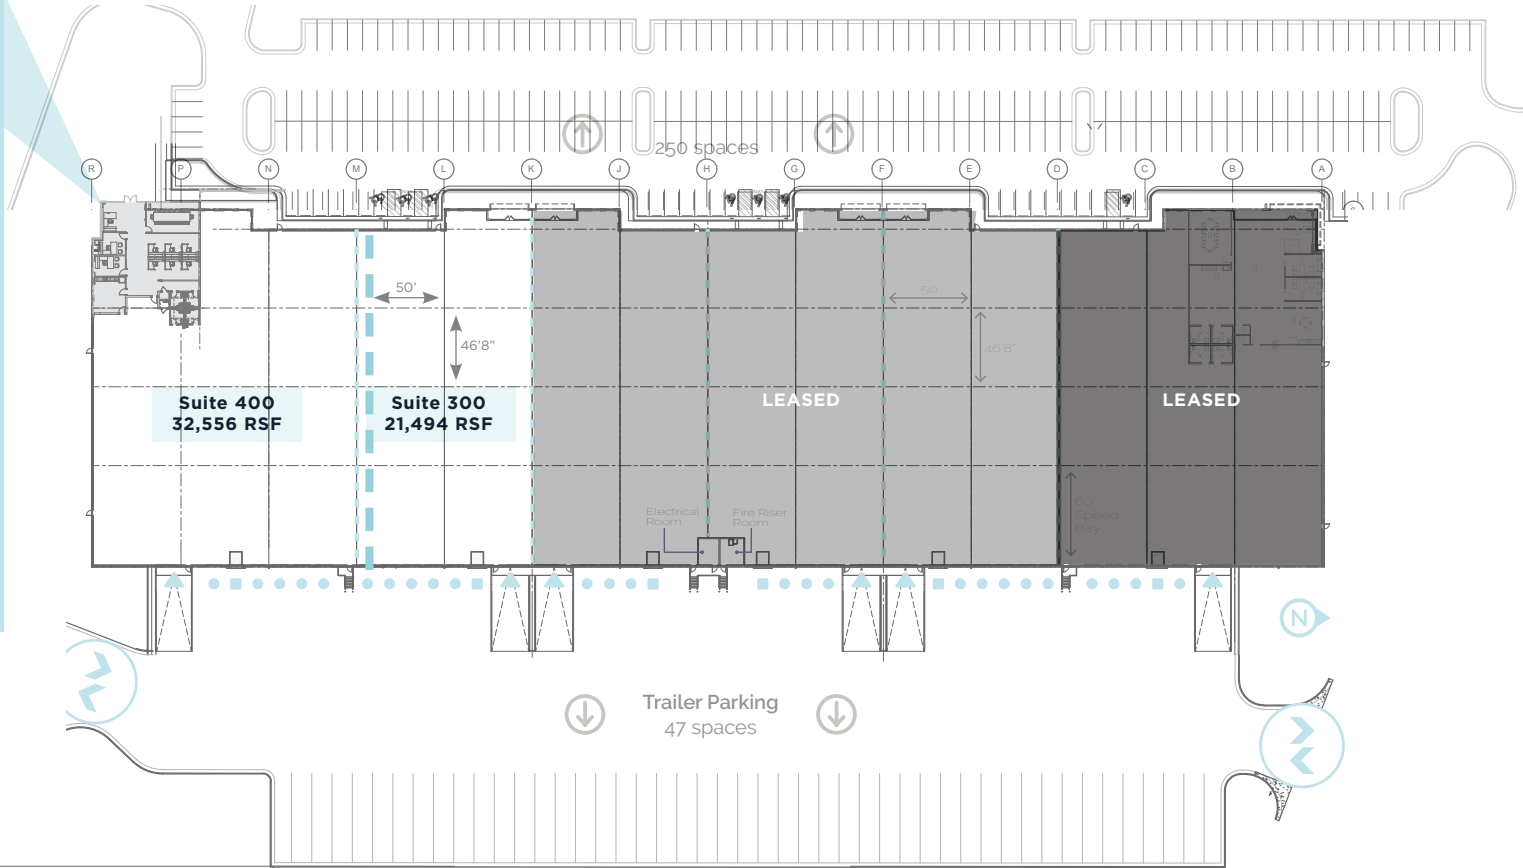 250 spaces
R
P
N
M
L
K
J
H
G
F
E
D
C
B
A
50'
50'
46'8"
46'8"
Suite 400
32,556 RSF
Suite 300
21,494 RSF
LEASED
LEASED
60'
Speed
Bay
Electrical
Room
Fire Riser
Room
N
Trailer Parking
47 spaces